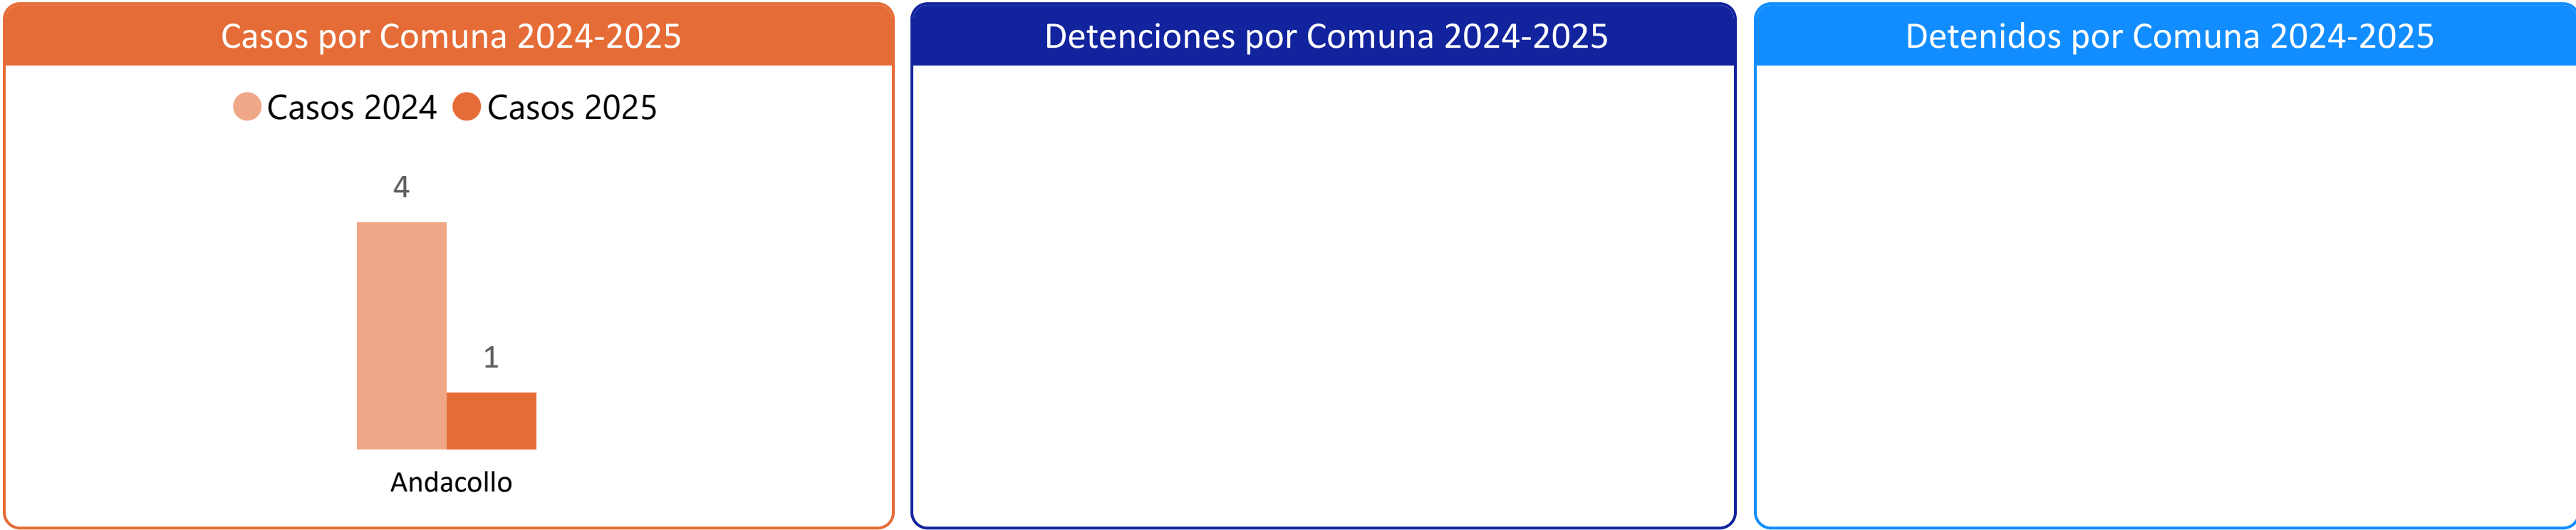 Casos por Comuna 2024-2025
Casos 2024 Casos 2025
4
1
Andacollo
Detenciones por Comuna 2024-2025
Detenidos por Comuna 2024-2025